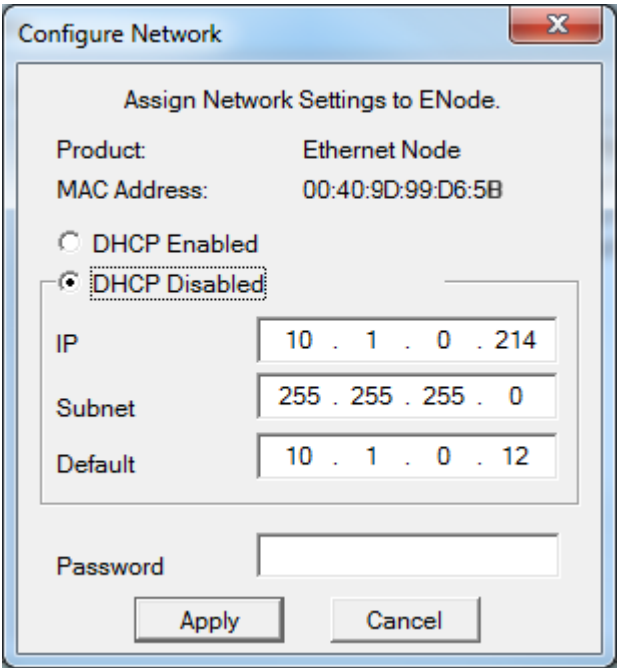 Configure Network
Assign Network Settings to ENode.
Product: Ethernet Node
MAC Address: 00:40:9D:99:D6:5B
DHCP Enabled
DHCP Disabled
IP 10 . 1 . 0 . 214
Subnet 255 . 255 . 255 . 0
Default 10 . 1 . 0 . 12
Password
Apply Cancel